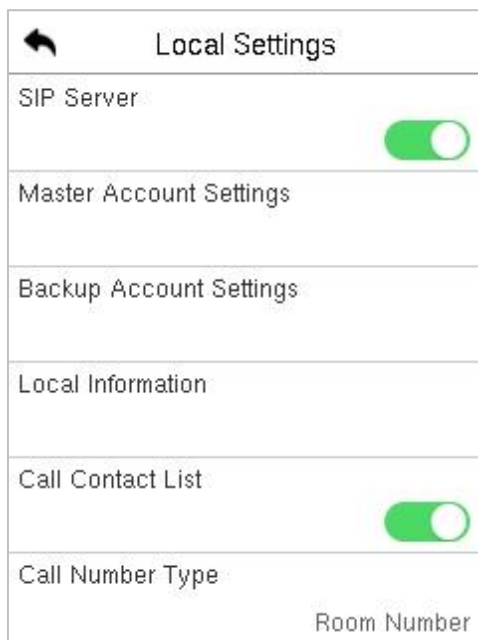 Local Settings
SIP Server
Master Account Settings
Backup Account Settings
Local Information
Call Contact List
Call Number Type
Room Number